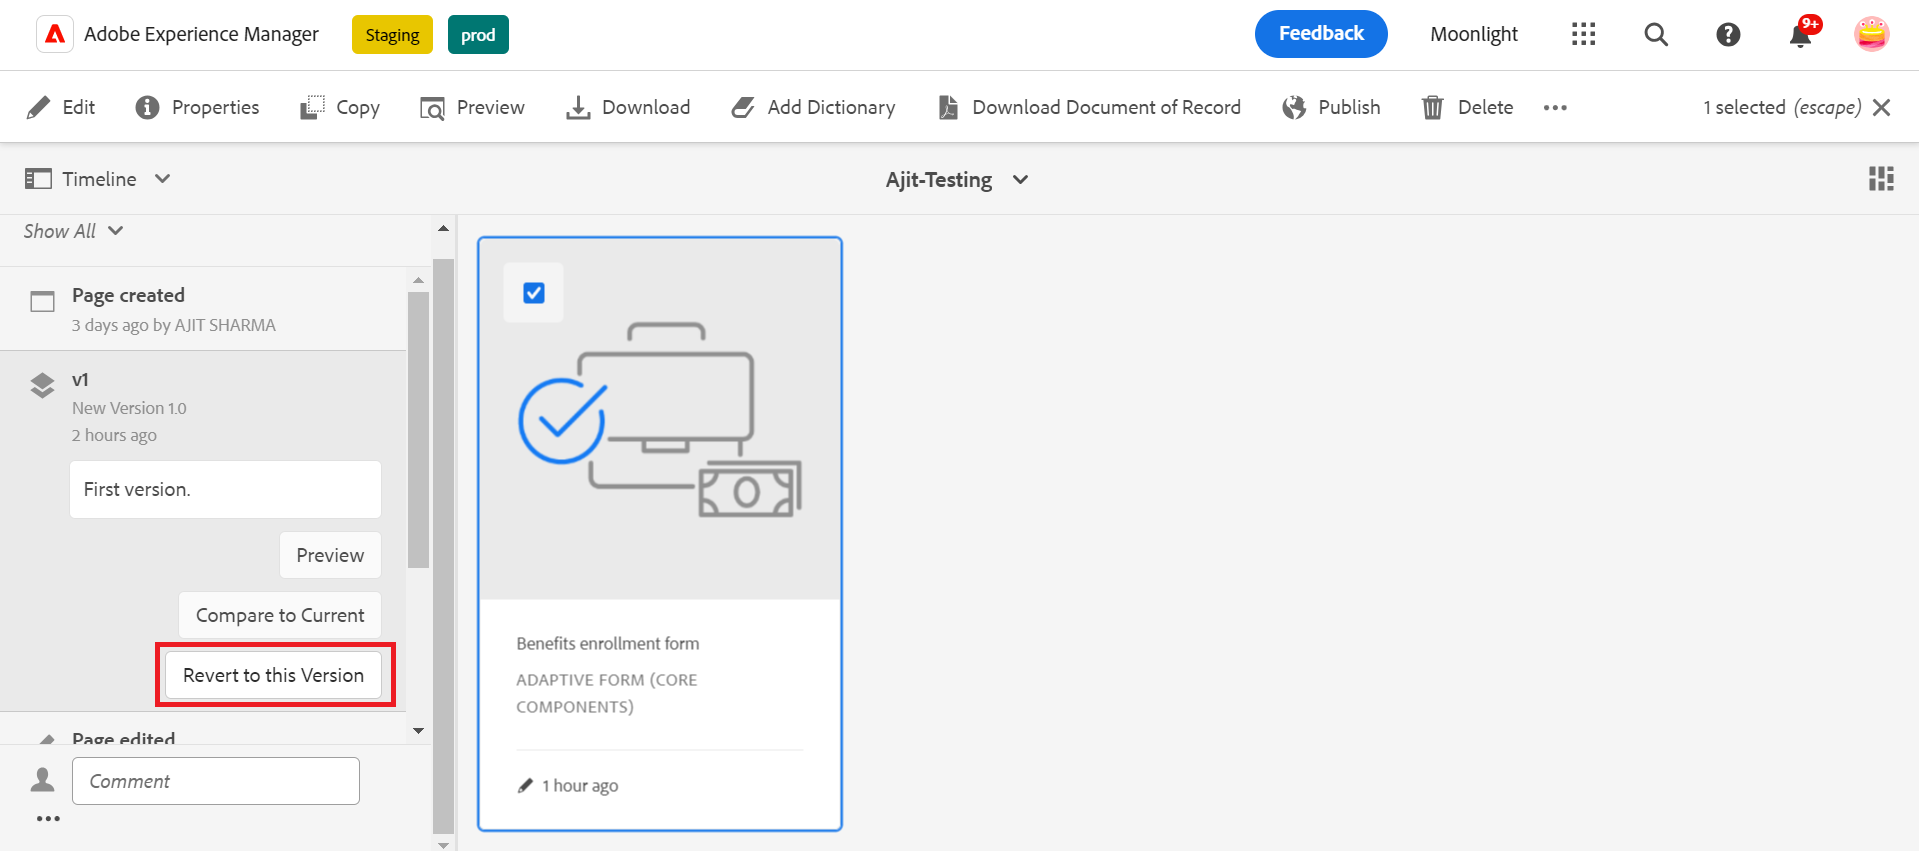 Adobe Experience Manager Staging prod Feedback Moonlight 9+
Edit Properties Copy Preview Download Add Dictionary Download Document of Record Publish Delete 1 selected (escape)
Timeline Ajit-Testing
Show All
Page created
3 days ago by AJIT SHARMA
v1
New Version 1.0
2 hours ago
First version.
Preview
Compare to Current
Revert to this Version
Page edited
Comment
Benefits enrollment form
ADAPTIVE FORM (CORE
COMPONENTS)
1 hour ago